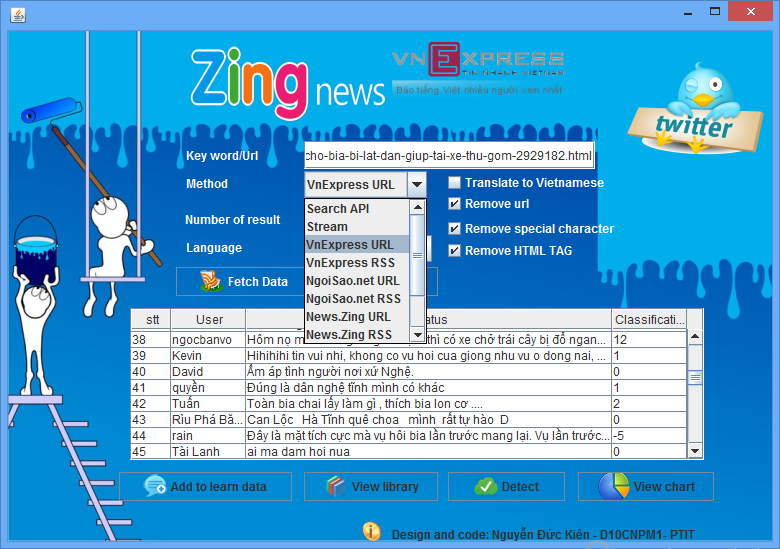 Zing news
VNEXPRESS
TIN NHANH VIETNAM
Báo tiếng Việt nhiều người xem nhất
twitter
Key word/Url cho-bia-bi-lat-dan-giup-tai-xe-thu-gom-2929182.html
Method VnExpress URL Translate to Vietnamese
Remove url
Search API
Stream
Number of result Remove special character
VnExpress URL
Language Remove HTML TAG
VnExpress RSS
NgoiSao.net URL
Fetch Data
NgoiSao.net RSS
News.Zing URL
News.Zing RSS
stt User tatus Classificati...
38 ngocbanvo Hôm nọ m thì có xe chở trái cây bị đổ ngan... 12
39 Kevin Hihihihi tin vui nhi, khong co vu hoi cua giong nhu vu o dong nai, ... 1
40 David Ấm áp tình người nơi xứ Nghệ. 0
41 quyền Đúng là dân nghệ tĩnh mình có khác 1
42 Tuấn Toàn bia chai lấy làm gì , thích bia lon cơ .... 2
43 Rìu Phá Bă... Can Lộc Hà Tĩnh quê choa mình rất tự hào D 0
44 rain Đây là mặt tích cực mà vụ hôi bia lần trước mang lại. Vụ lần trước... -5
45 Tài Lanh ai ma dam hoi nua 0
Add to learn data View library Detect View chart
Design and code: Nguyễn Đức Kiên - D10CNPM1- PTIT